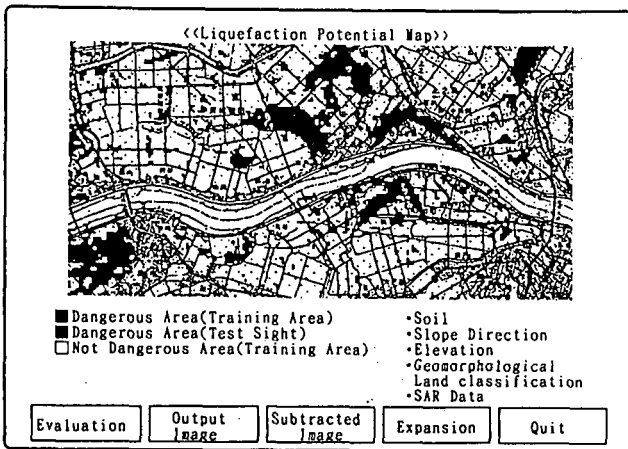 <<Liquefaction Potential Map>>
Dangerous Area(Training Area)
Dangerous Area(Test Sight)
Not Dangerous Area(Training Area)
•Soil
•Slope Direction
•Elevation
•Geomorphological
Land classification
•SAR Data
Evaluation
Output
Image
Subtracted
Image
Expansion
Quit